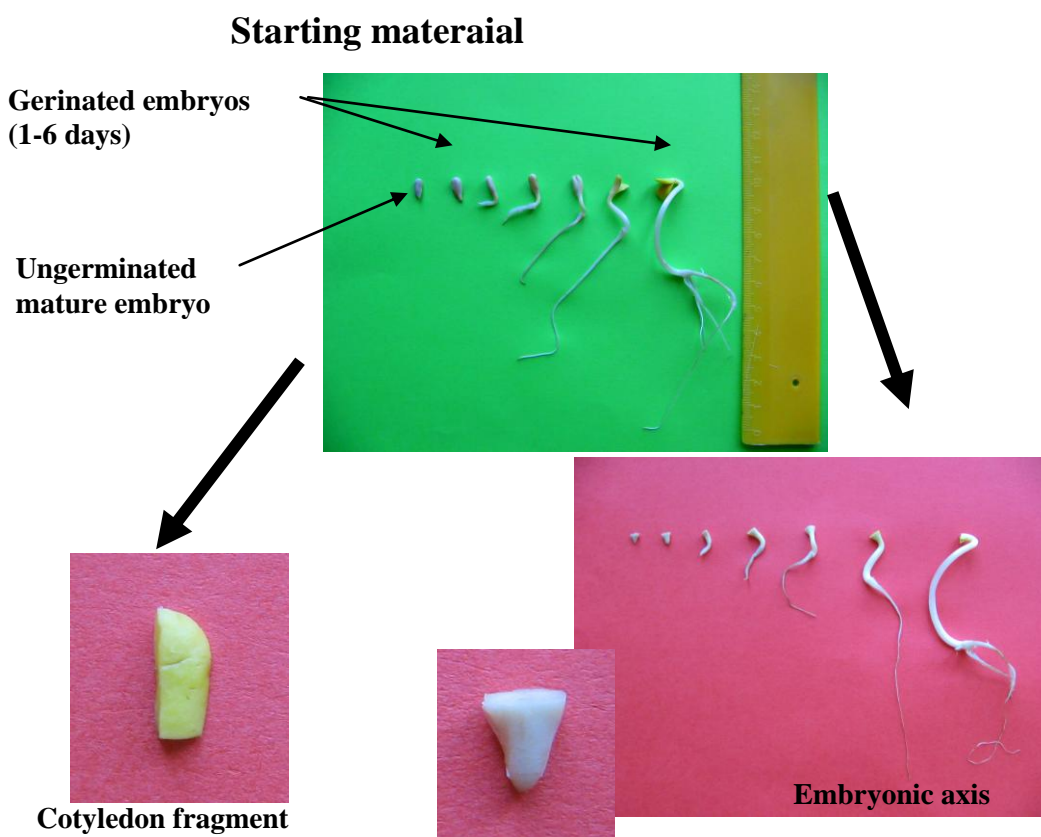 Starting materaial
Gerinated embryos
(1-6 days)
Ungerminated
mature embryo
Cotyledon fragment
Embryonic axis